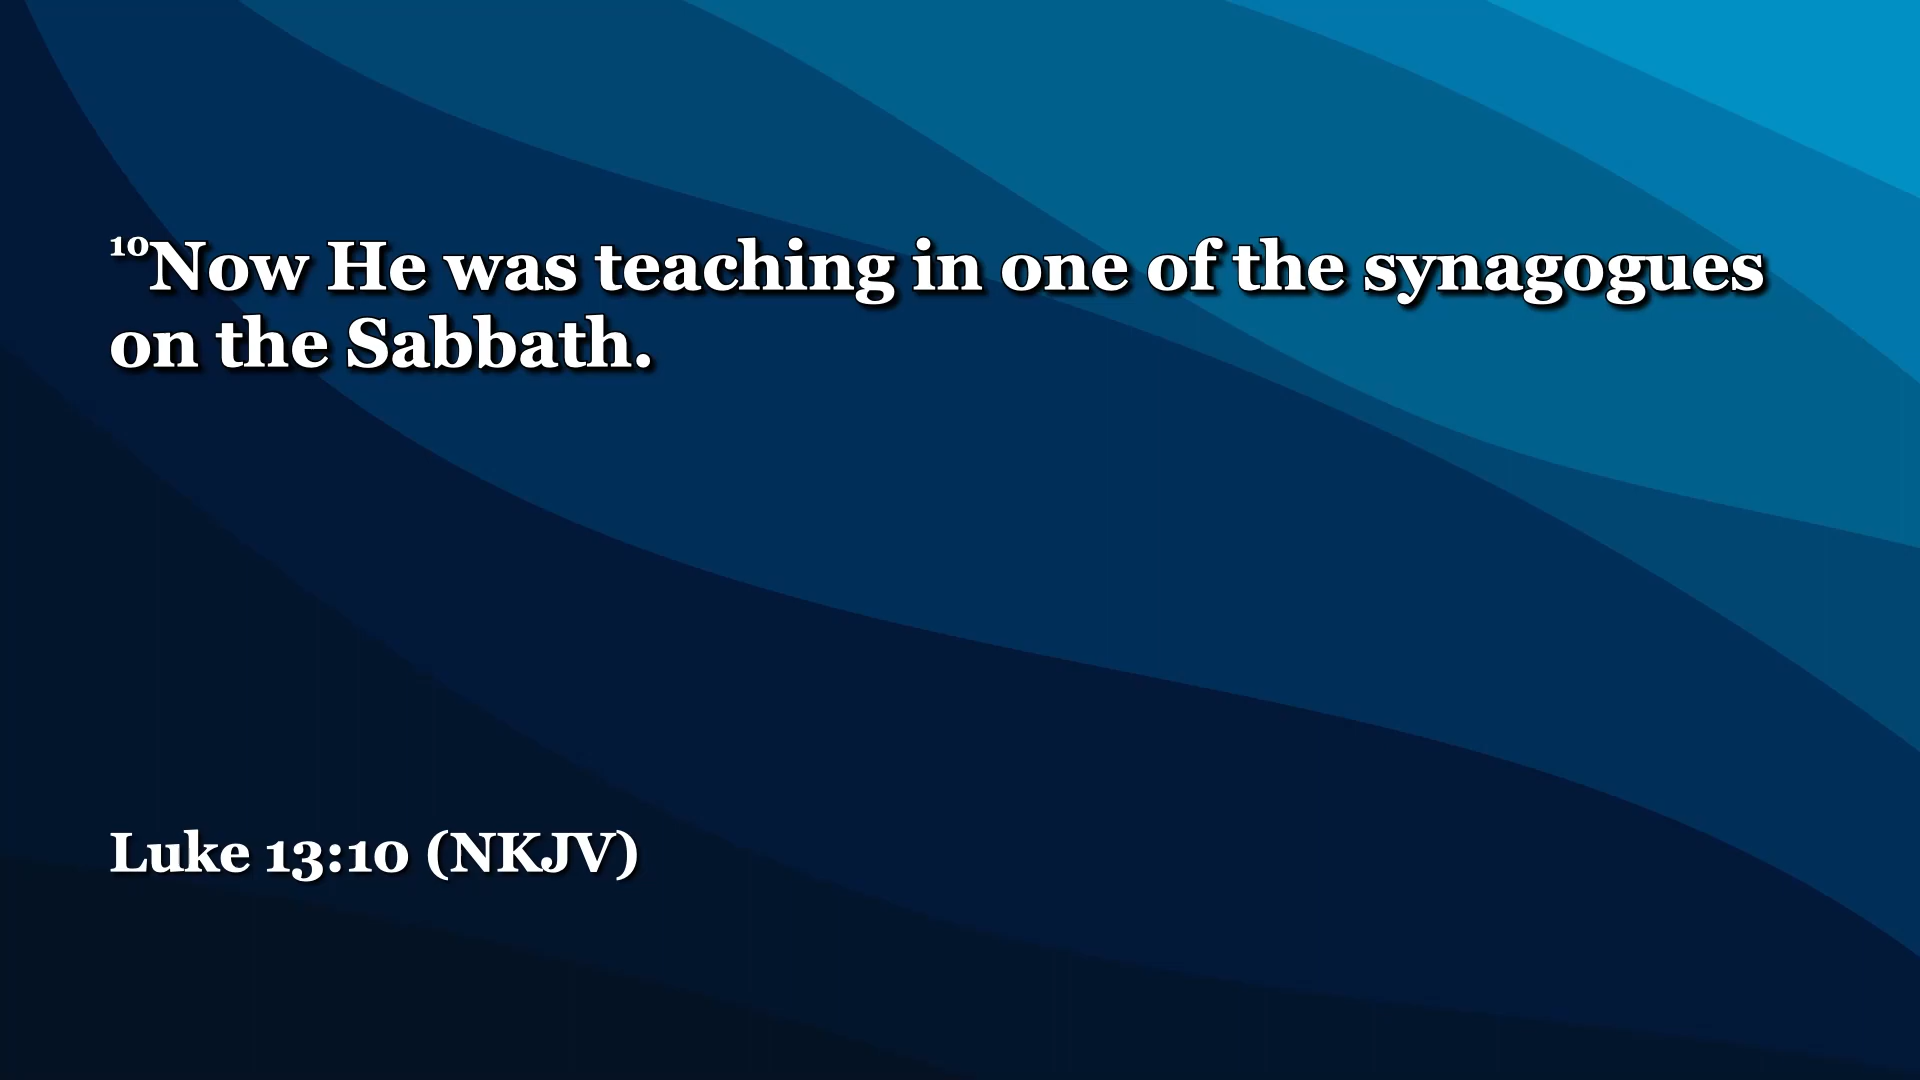 ¹⁰Now He was teaching in one of the synagogues
on the Sabbath.
Luke 13:10 (NKJV)